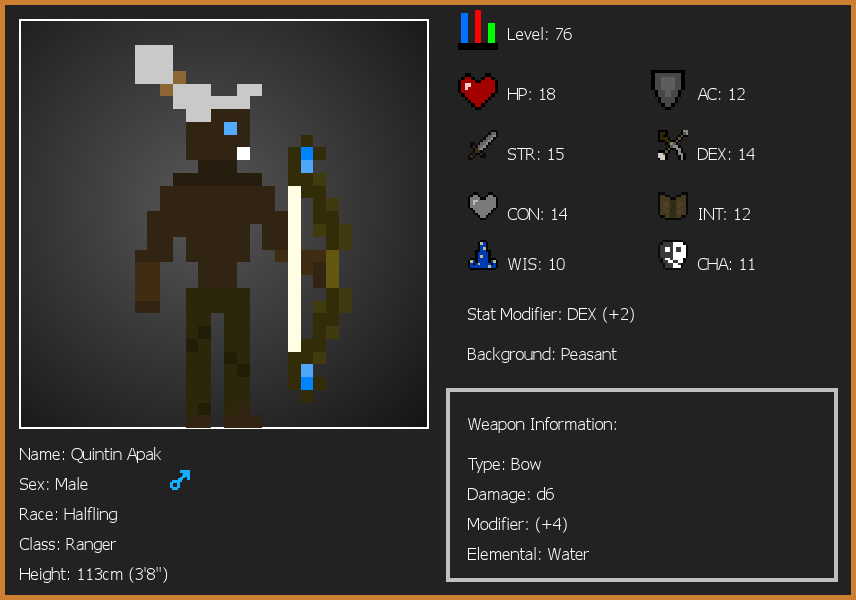 Level: 76
HP: 18
AC: 12
STR: 15
DEX: 14
CON: 14
INT: 12
WIS: 10
CHA: 11
Stat Modifier: DEX (+2)
Background: Peasant
Weapon Information:
Type: Bow
Damage: d6
Modifier: (+4)
Elemental: Water
Name: Quintin Apak
Sex: Male
Race: Halfling
Class: Ranger
Height: 113cm (3'8")